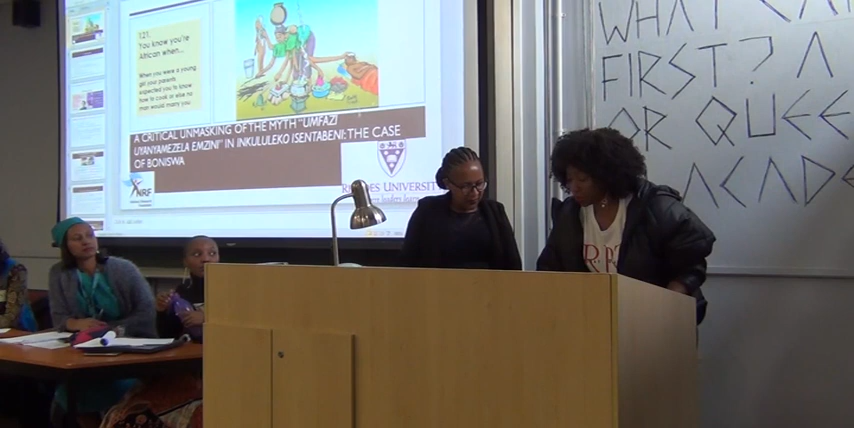 121.
You know you're
African when...
When you were a young
girl your parents
expected you to know
how to cook or else no
man would marry you.
A CRITICAL UNMASKING OF THE MYTH "UMFAZI
UYANYAMEZELA EMZINI" IN INKULULEKO ISENTABENI: THE CASE
OF BONISWA
NRF
RHODES UNIVERSITY
WHAT
FIRST? A
OR QUEE
ACADE